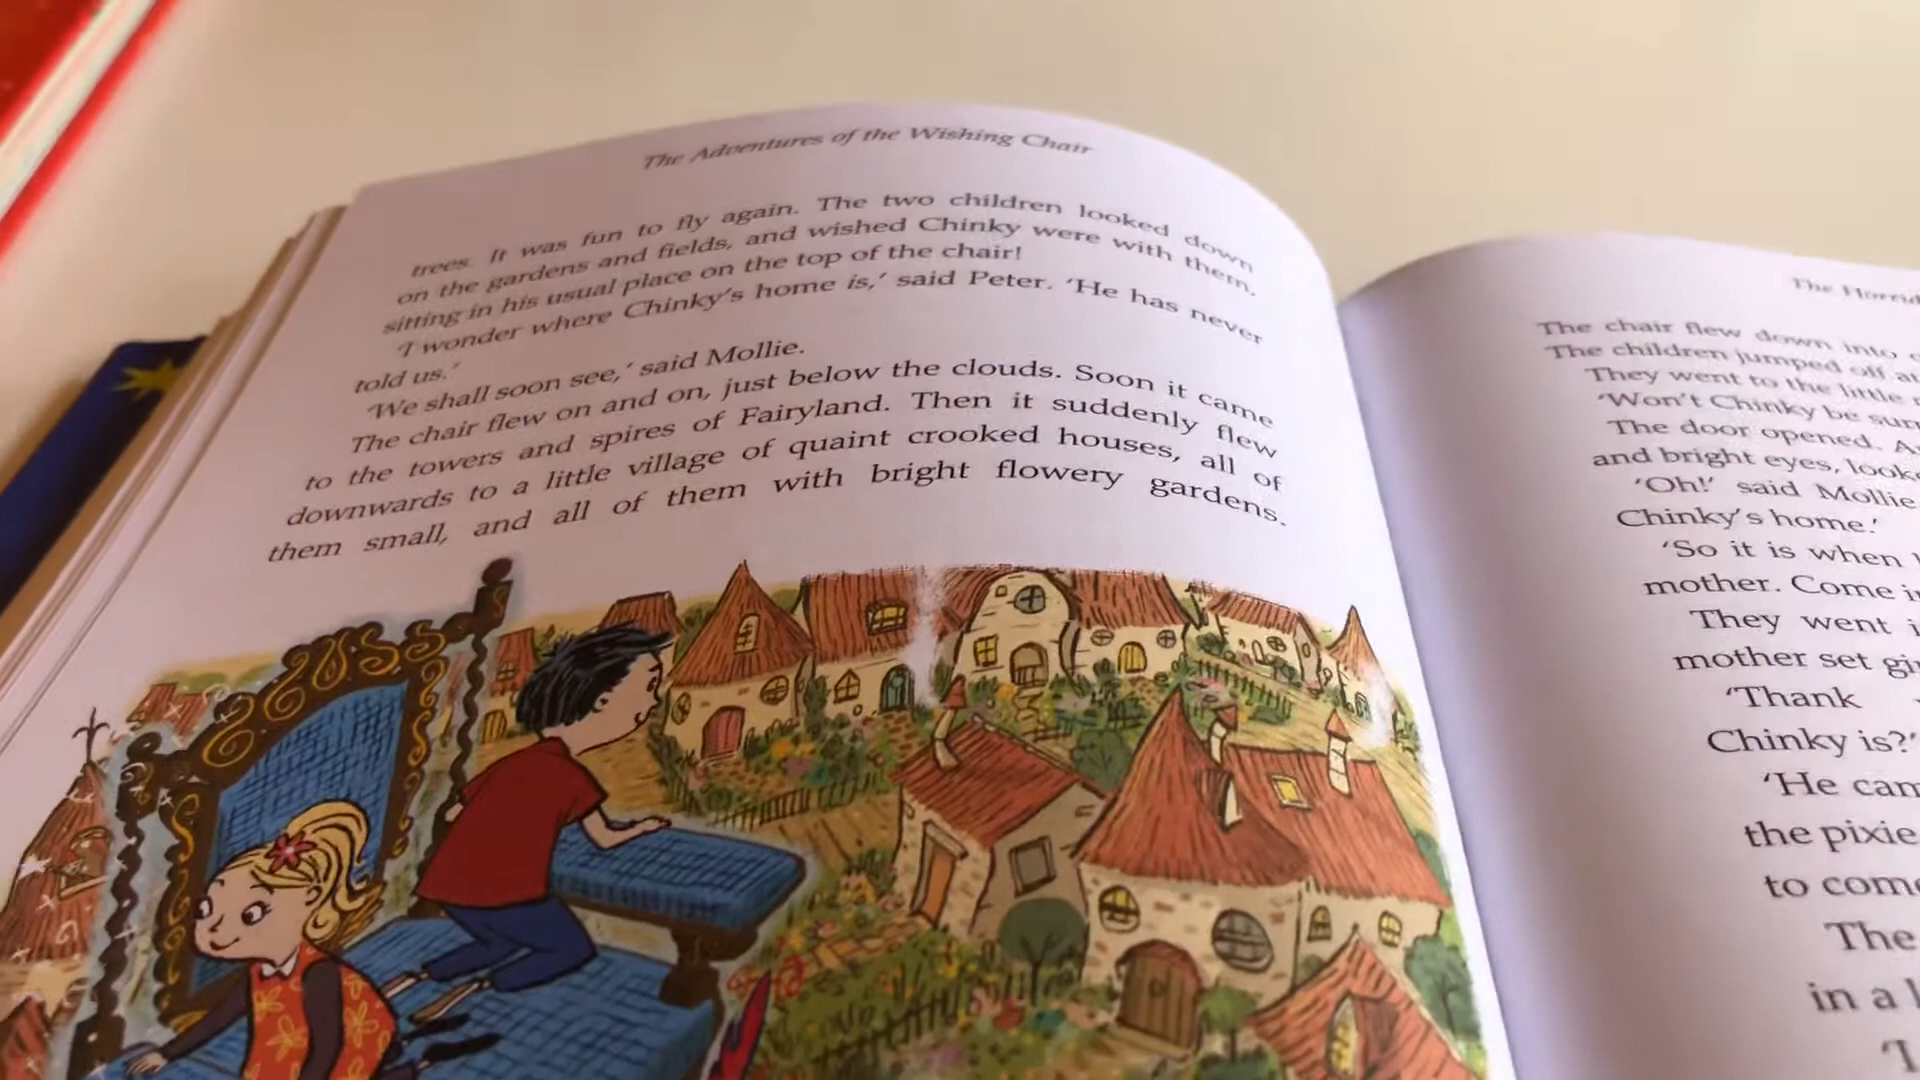 The Adventures of the Wishing Chair
trees. It was fun to fly again. The two children looked down
on the gardens and fields, and wished Chinky were with them,
sitting in his usual place on the top of the chair!
'I wonder where Chinky's home is,' said Peter. 'He has never
told us.'
'We shall soon see,' said Mollie.
The chair flew on and on, just below the clouds. Soon it came
to the towers and spires of Fairyland. Then it suddenly flew
downwards to a little village of quaint crooked houses, all of
them small, and all of them with bright flowery gardens.
The Horrid
The chair flew down into
The children jumped off
They went to the little
'Won't Chinky be
The door opened.
and bright eyes,
'Oh!' said Mollie
Chinky's home.'
'So it is when
mother. Come
They went
mother set
'Thank
Chinky is?'
'He
the pixie
to
The
in a